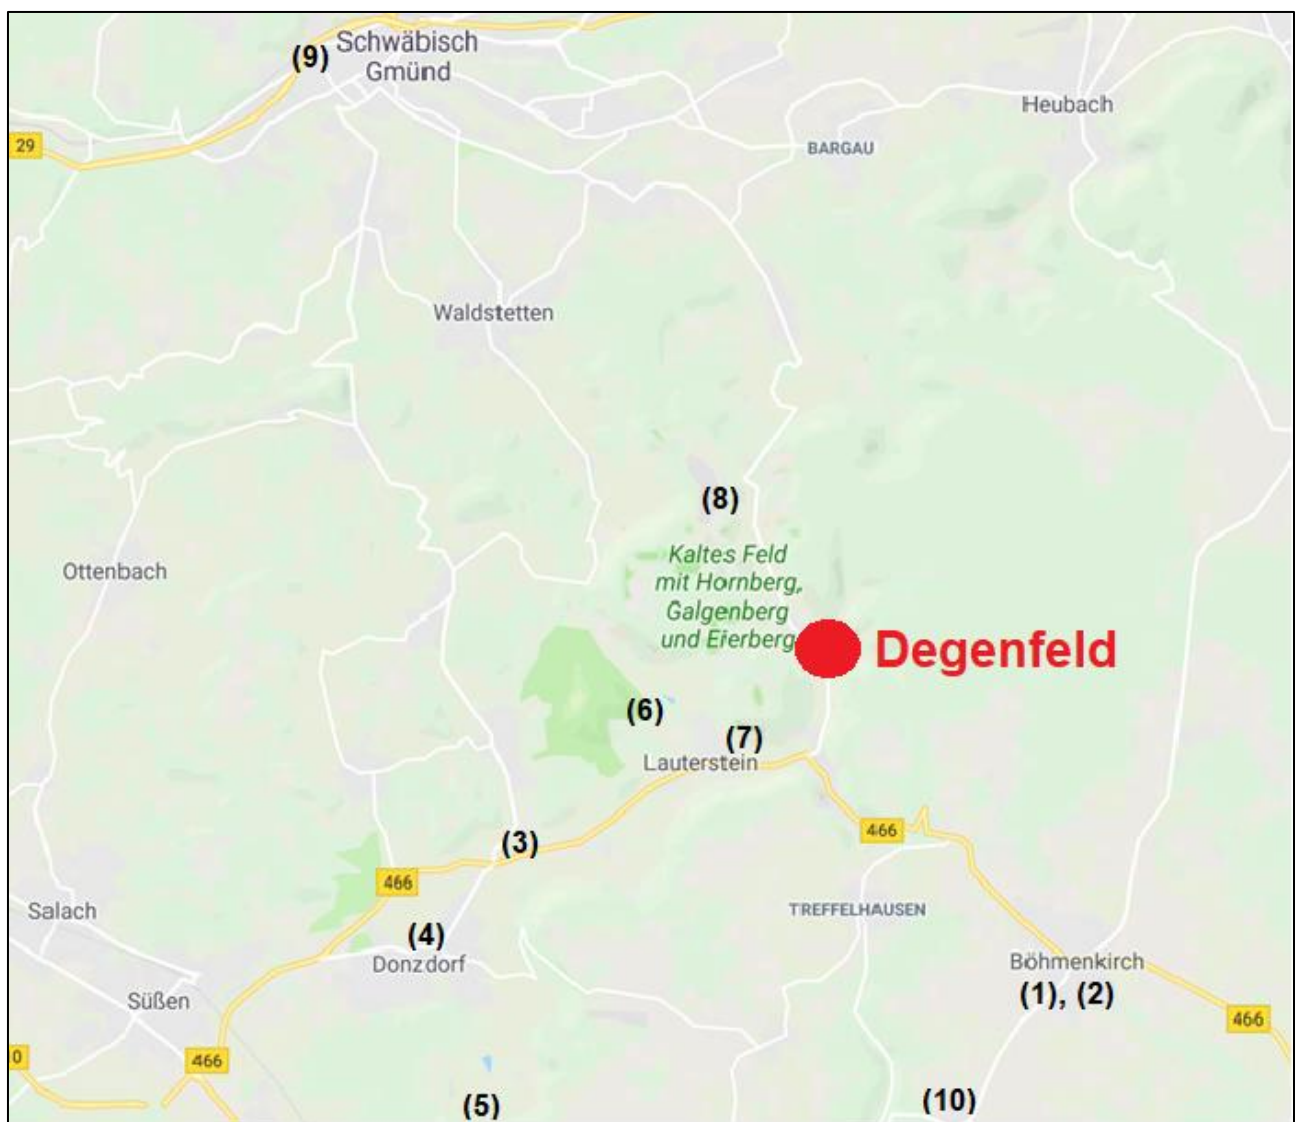 (9)
Schwäbisch
Gmünd
Heubach
29
BARGAU
Waldstetten
(8)
Kaltes Feld
mit Hornberg,
Galgenberg
und Eierberg
Ottenbach
Degenfeld
(6)
(7)
Lauterstein
466
(3)
466
Salach
TREFFELHAUSEN
(4)
Donzdorf
Böhmenkirch
(1), (2)
Süßen
466
0
466
(5)
(10)